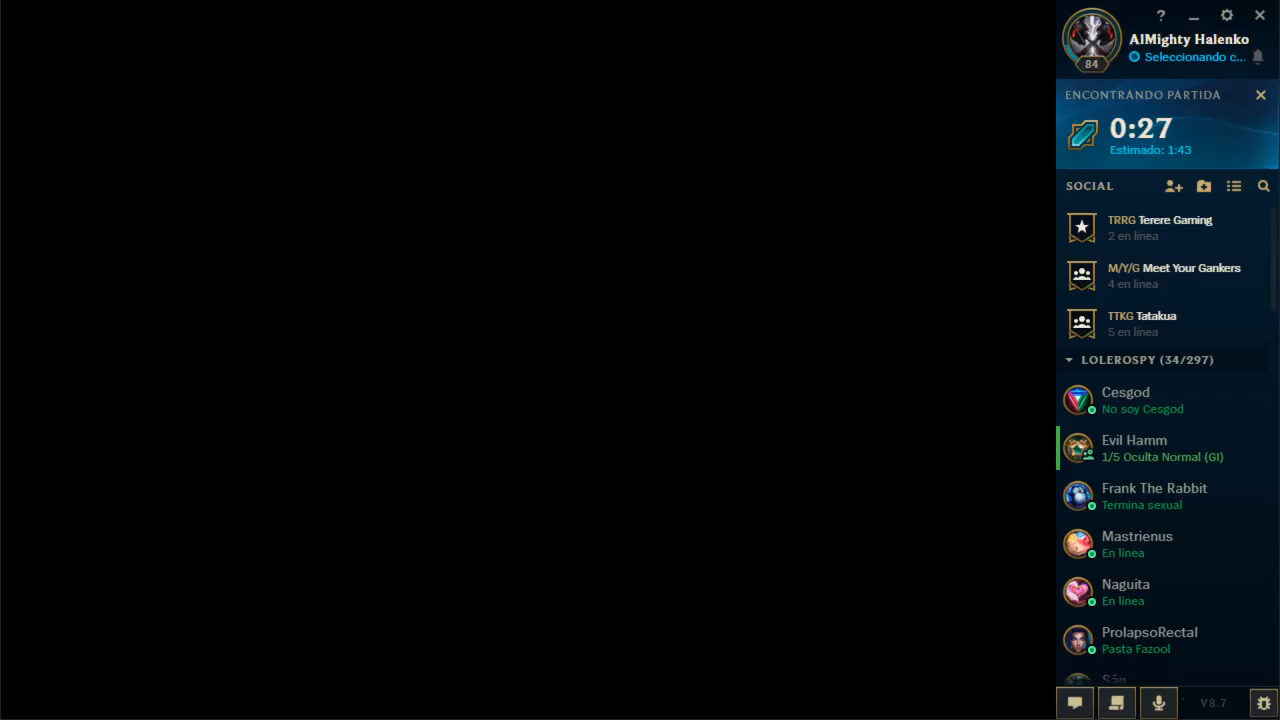 ?
AlMighty Halenko
84
Seleccionando c...
ENCONTRANDO PARTIDA
0:27
Estimado: 1:43
SOCIAL
TRRG Terere Gaming
2 en línea
M/Y/G Meet Your Gankers
4 en línea
TTKG Tatakua
5 en línea
LOLEROSPY (34/297)
Cesgod
No soy Cesgod
Evil Hamm
1/5 Oculta Normal (GI)
Frank The Rabbit
Termina sexual
Mastrienus
En línea
Naguita
En línea
ProlapsoRectal
Pasta Fazool
V8.7